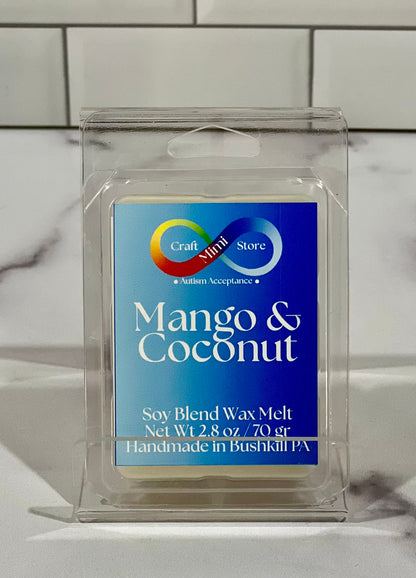 Craft Mimi Store
• Autism Acceptance •
Mango &
Coconut
Soy Blend Wax Melt
Net Wt 2.8 oz / 70 gr
Handmade in Bushkill PA